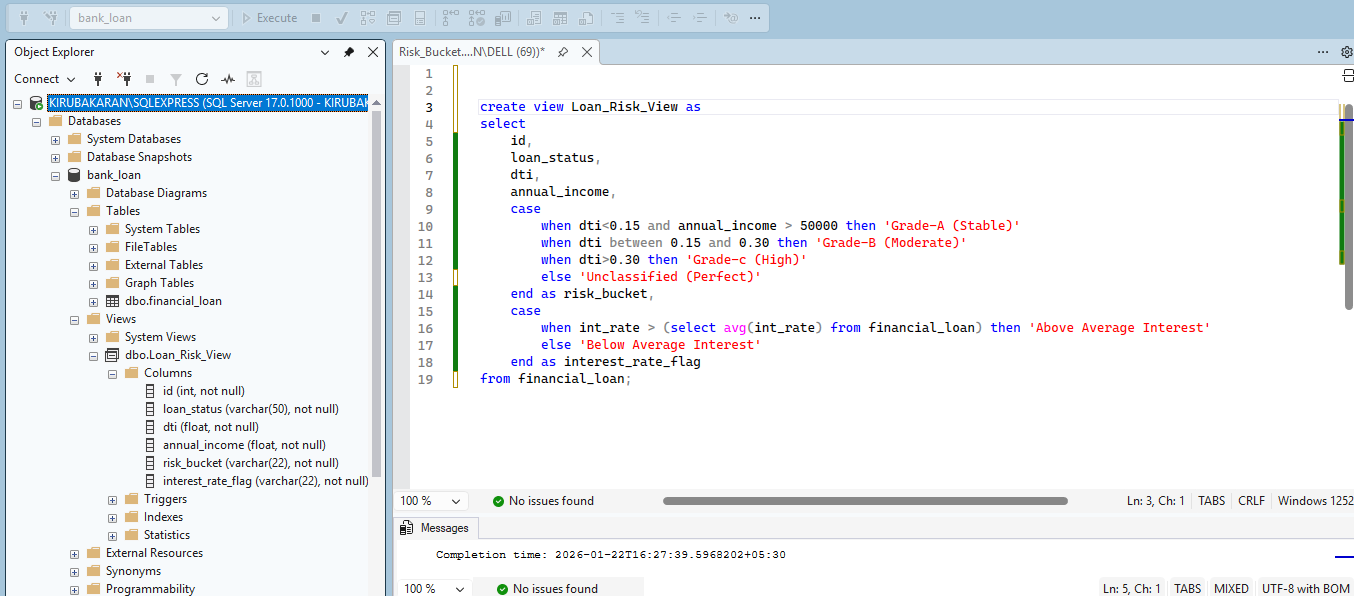 bank_loan
Execute
Object Explorer
Connect
KIRUBAKARAN\SQLEXPRESS (SQL Server 17.0.1000 - KIRUBAK
Databases
System Databases
Database Snapshots
bank_loan
Database Diagrams
Tables
System Tables
FileTables
External Tables
Graph Tables
dbo.financial_loan
Views
System Views
dbo.Loan_Risk_View
Columns
id (int, not null)
loan_status (varchar(50), not null)
dti (float, not null)
annual_income (float, not null)
risk_bucket (varchar(22), not null)
interest_rate_flag (varchar(22), not null)
Triggers
Indexes
Statistics
External Resources
Synonyms
Programmability
Risk_Bucket....N\DELL (69))*
1
2
3 create view Loan_Risk_View as
4 select
5 id,
6 loan_status,
7 dti,
8 annual_income,
9 case
10 when dti<0.15 and annual_income > 50000 then 'Grade-A (Stable)'
11 when dti between 0.15 and 0.30 then 'Grade-B (Moderate)'
12 when dti>0.30 then 'Grade-c (High)'
13 else 'Unclassified (Perfect)'
14 end as risk_bucket,
15 case
16 when int_rate > (select avg(int_rate) from financial_loan) then 'Above Average Interest'
17 else 'Below Average Interest'
18 end as interest_rate_flag
19 from financial_loan;
100 % No issues found Ln: 3, Ch: 1 TABS CRLF Windows 1252
Messages
Completion time: 2026-01-22T16:27:39.5968202+05:30
100 % No issues found Ln: 5, Ch: 1 TABS MIXED UTF-8 with BOM